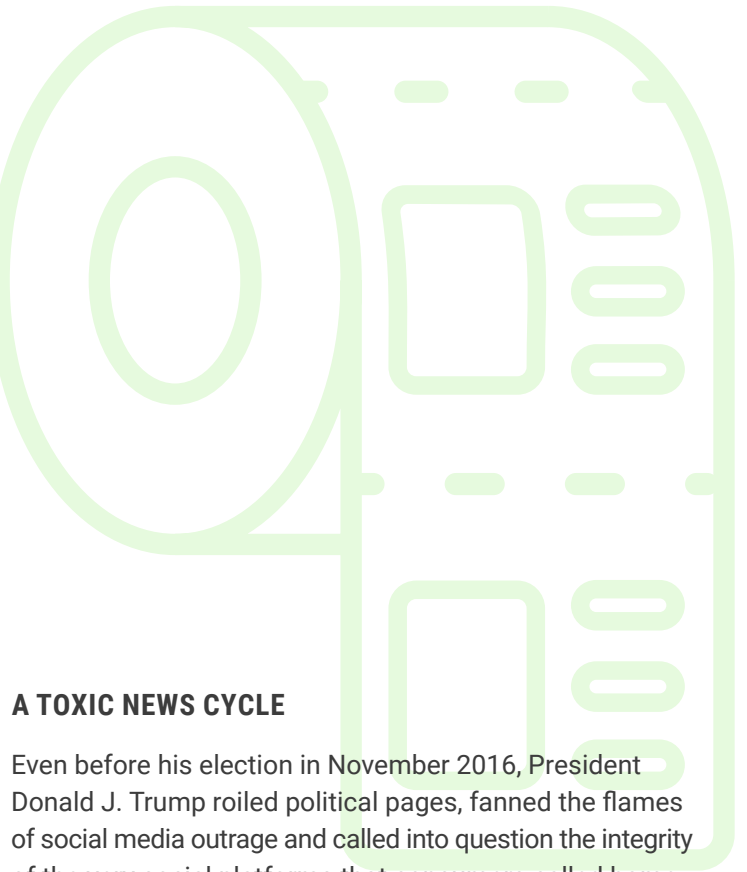 A TOXIC NEWS CYCLE
Even before his election in November 2016, President
Donald J. Trump roiled political pages, fanned the flames
of social media outrage and called into question the integrity